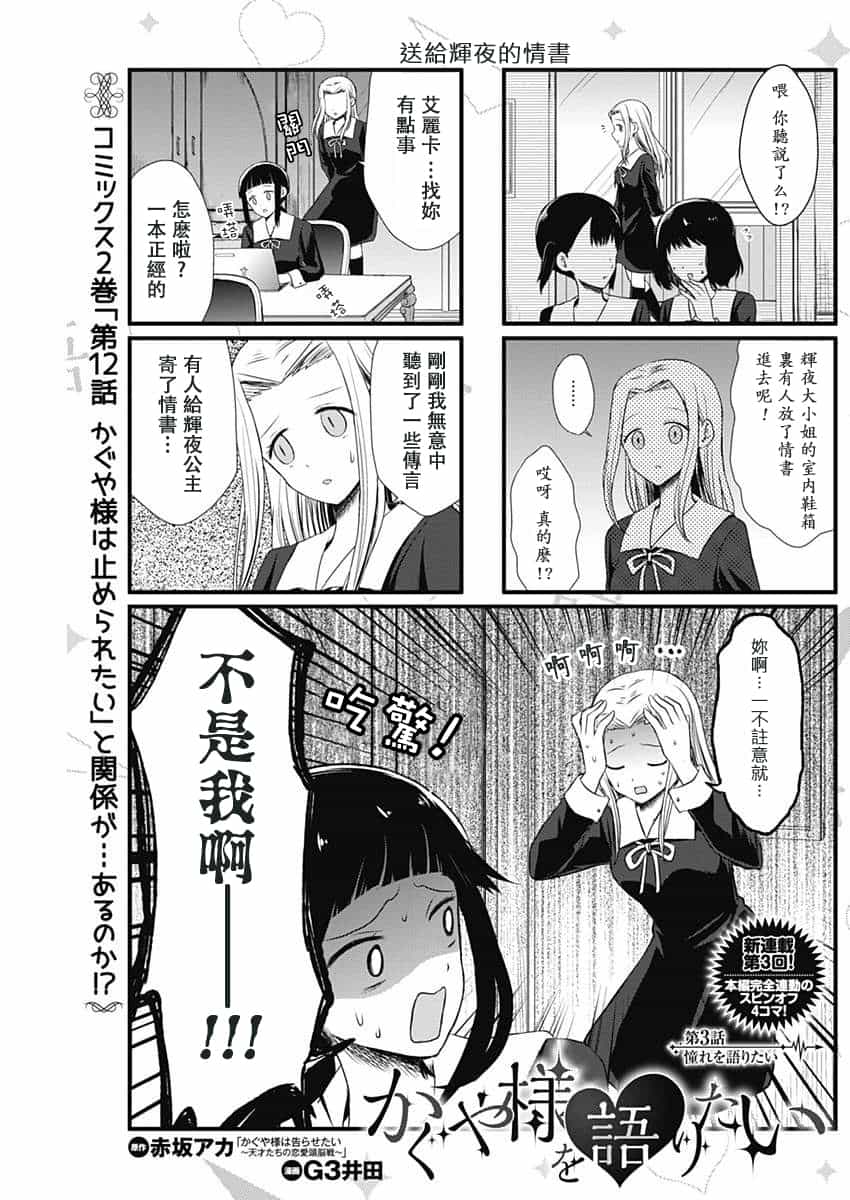 送給輝夜的情書
喂 你聽說了么!?
輝夜大小姐的室內鞋箱
裏有人放了情書
進去呢!
……
哎呀 真的麼!?
艾麗卡…找妳
有點事
關門
嗒
嗒
怎麼啦?
一本正經的
剛剛我無意中
聽到了一些傳言
有人給輝夜公主
寄了情書…
妳啊…一不註意就…
啊啊啊…
吃驚!
不是我啊——!!!
コミックス2巻「第12話 かぐや様は止められたい」と関係が…あるのか!?
新連載
第3回!
本編完全連動の
スピンオフ
4コマ!
第3話
憧れを語りたい
かぐや様を語りたい
原作 赤坂アカ「かぐや様は告らせたい
~天才たちの恋愛頭脳戦~」
漫画 G3井田